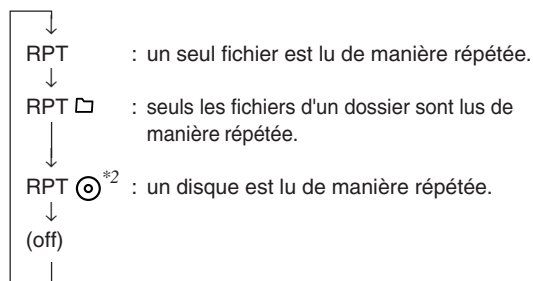 RPT : un seul fichier est lu de manière répétée.
RPT : seuls les fichiers d'un dossier sont lus de
manière répétée.
RPT *2 : un disque est lu de manière répétée.
(off)